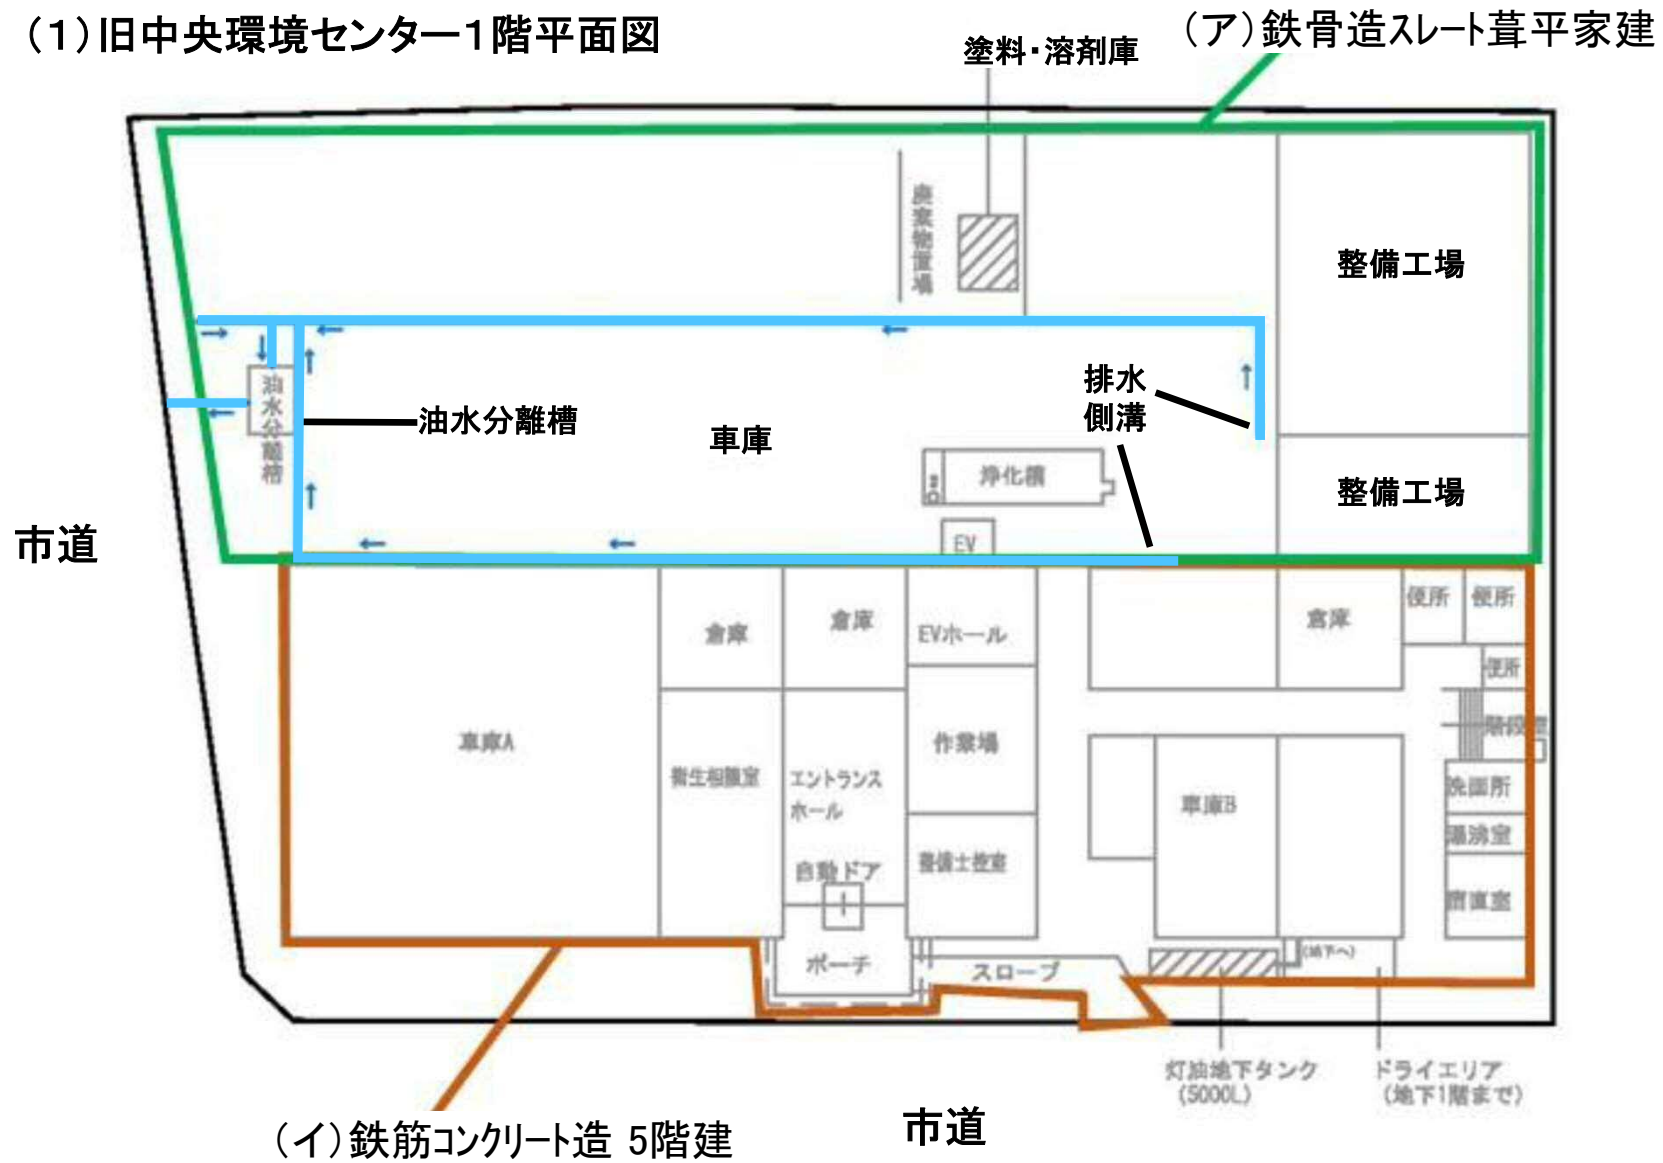 (1)旧中央環境センター1階平面図
(ア)鉄骨造スレート葺平家建
塗料・溶剤庫
廃棄物置場
整備工場
排水
側溝
油水分離槽
油水分離槽
車庫
浄化槽
整備工場
EV
市道
倉庫
倉庫
EVホール
倉庫
便所
便所
便所
階段室
車庫A
作業場
衛生相談室
エントランス
ホール
車庫B
洗面所
湯沸室
自動ドア
整備士控室
宿直室
ポーチ
スロープ
(地下へ)
灯油地下タンク
(5000L)
ドライエリア
(地下1階まで)
市道
(イ)鉄筋コンクリート造 5階建